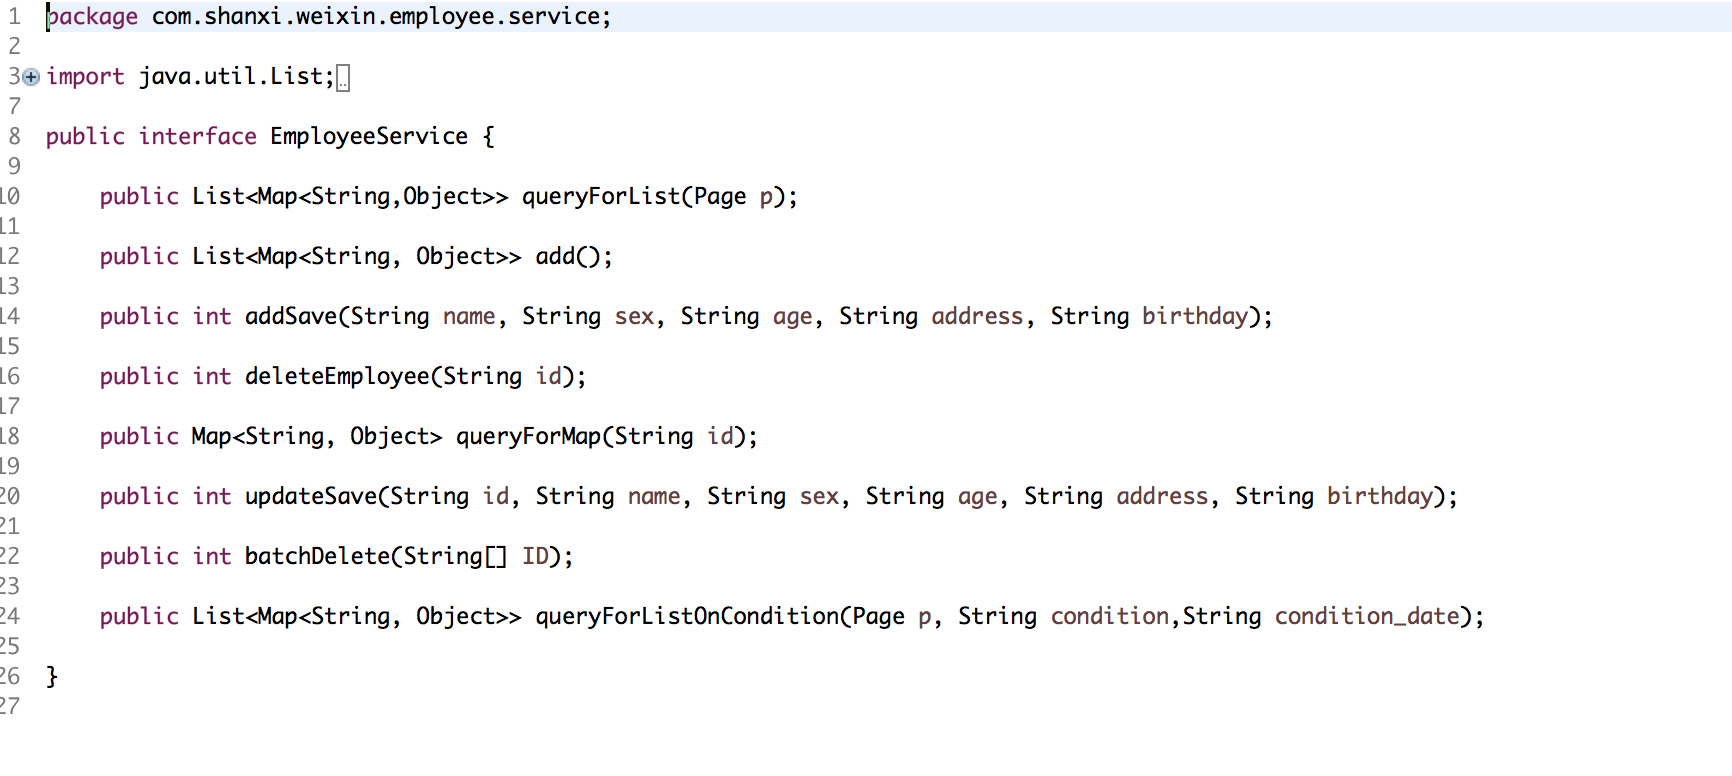 1 package com.shanxi.weixin.employee.service;
2
3 import java.util.List;
7
8 public interface EmployeeService {
9
10 public List<Map<String,Object>> queryForList(Page p);
11
12 public List<Map<String, Object>> add();
13
14 public int addSave(String name, String sex, String age, String address, String birthday);
15
16 public int deleteEmployee(String id);
17
18 public Map<String, Object> queryForMap(String id);
19
20 public int updateSave(String id, String name, String sex, String age, String address, String birthday);
21
22 public int batchDelete(String[] ID);
23
24 public List<Map<String, Object>> queryForListOnCondition(Page p, String condition,String condition_date);
25
26 }
27